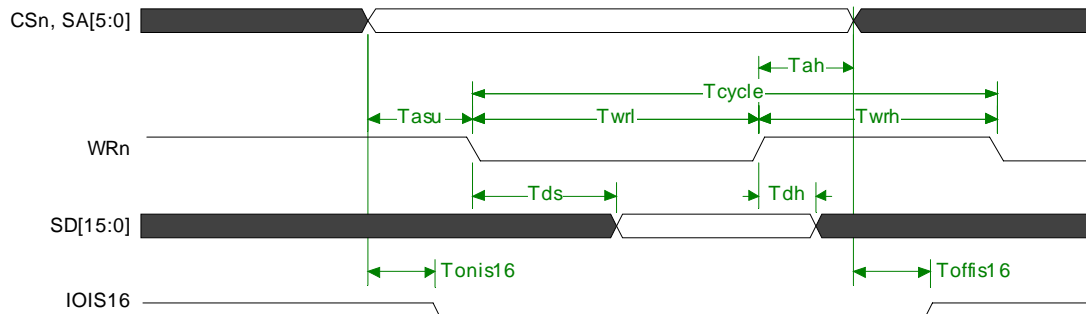 CSn, SA[5:0]
Tah
Tcycle
Tasu
Twrl
Twrh
WRn
Tds
Tdh
SD[15:0]
Tonis16
Toffis16
IOIS16